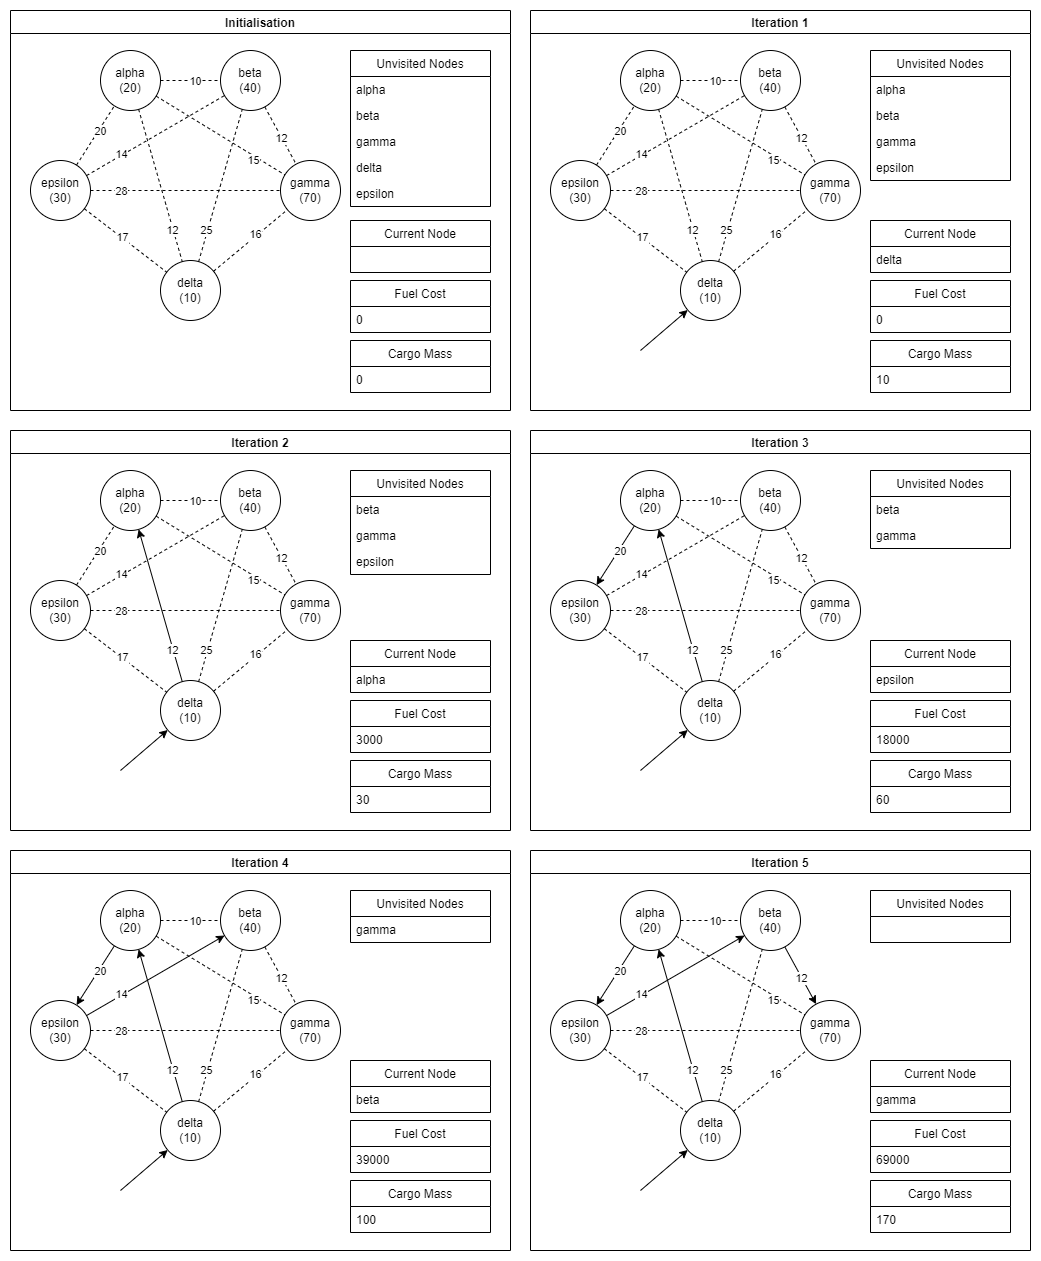 Initialisation
alpha
(20)
beta
(40)
epsilon
(30)
gamma
(70)
delta
(10)
10
20
12
14
15
28
17
12
25
16
Unvisited Nodes
alpha
beta
gamma
delta
epsilon
Current Node
Fuel Cost
0
Cargo Mass
0
Iteration 1
alpha
(20)
beta
(40)
epsilon
(30)
gamma
(70)
delta
(10)
10
20
12
14
15
28
17
12
25
16
Unvisited Nodes
alpha
beta
gamma
epsilon
Current Node
delta
Fuel Cost
0
Cargo Mass
10
Iteration 2
alpha
(20)
beta
(40)
epsilon
(30)
gamma
(70)
delta
(10)
10
20
12
14
15
28
17
12
25
16
Unvisited Nodes
beta
gamma
epsilon
Current Node
alpha
Fuel Cost
3000
Cargo Mass
30
Iteration 3
alpha
(20)
beta
(40)
epsilon
(30)
gamma
(70)
delta
(10)
10
20
12
14
15
28
17
12
25
16
Unvisited Nodes
beta
gamma
Current Node
epsilon
Fuel Cost
18000
Cargo Mass
60
Iteration 4
alpha
(20)
beta
(40)
epsilon
(30)
gamma
(70)
delta
(10)
10
20
12
14
15
28
17
12
25
16
Unvisited Nodes
gamma
Current Node
beta
Fuel Cost
39000
Cargo Mass
100
Iteration 5
alpha
(20)
beta
(40)
epsilon
(30)
gamma
(70)
delta
(10)
10
20
12
14
15
28
17
12
25
16
Unvisited Nodes
Current Node
gamma
Fuel Cost
69000
Cargo Mass
170